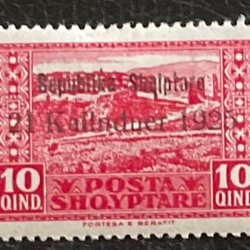 Republika Shqiptare
21 Kallnduer 1925
10 POSTA 10
QIND. SHQYPTARE QIND.
FORTESA E BERATIT